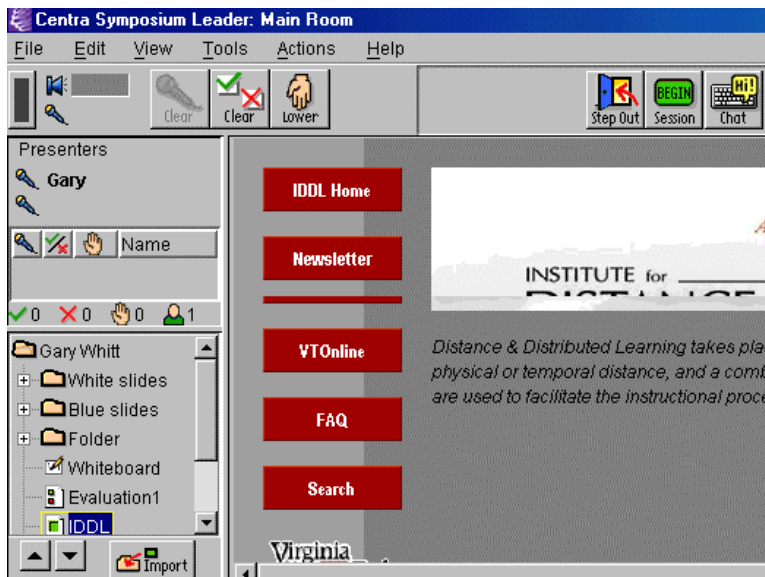 Centra Symposium Leader: Main Room
File Edit View Tools Actions Help
Clear Clear Lower Step Out BEGIN Session Hi! Chat
Presenters
Gary
Name
0 0 0 1
Gary Whitt
White slides
Blue slides
Folder
Whiteboard
Evaluation1
IDDL
Import
IDDL Home
Newsletter
VTOnline
FAQ
Search
Virginia
A
INSTITUTE for
DISTANCE
Distance & Distributed Learning takes pla
physical or temporal distance, and a comb
are used to facilitate the instructional proce